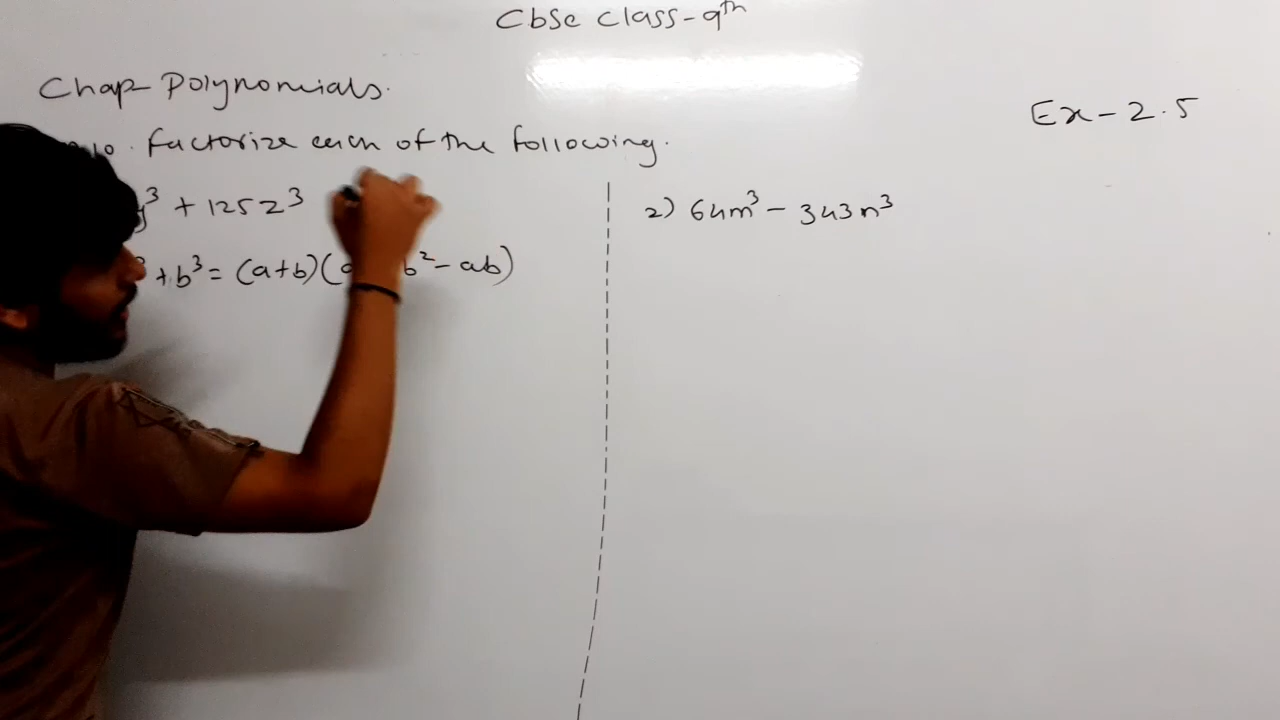 Cbse Class-9th
Chap Polynomials.
Ex-2.5
10. Factorize each of the following.
y³ + 125z³
2) 64m³ - 343n³
³ + b³ = (a+b)( b² - ab)